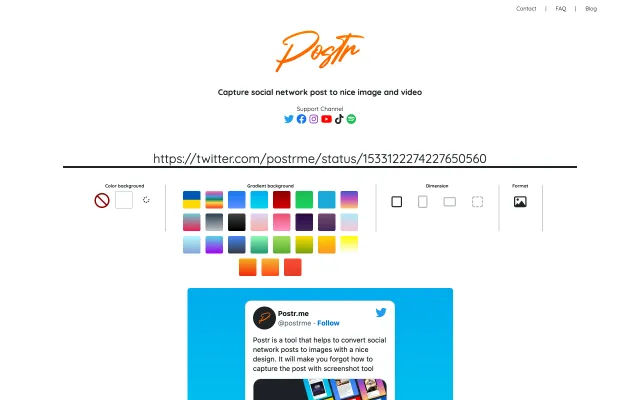 Contact | FAQ | Blog
Postr
Capture social network post to nice image and video
Support Channel
https://twitter.com/postrme/status/1533122274227650560
Color background
Gradient background
Dimension
Format
Postr.me
@postrme · Follow
Postr is a tool that helps to convert social
network posts to images with a nice
design. It will make you forgot how to
capture the post with screenshot tool